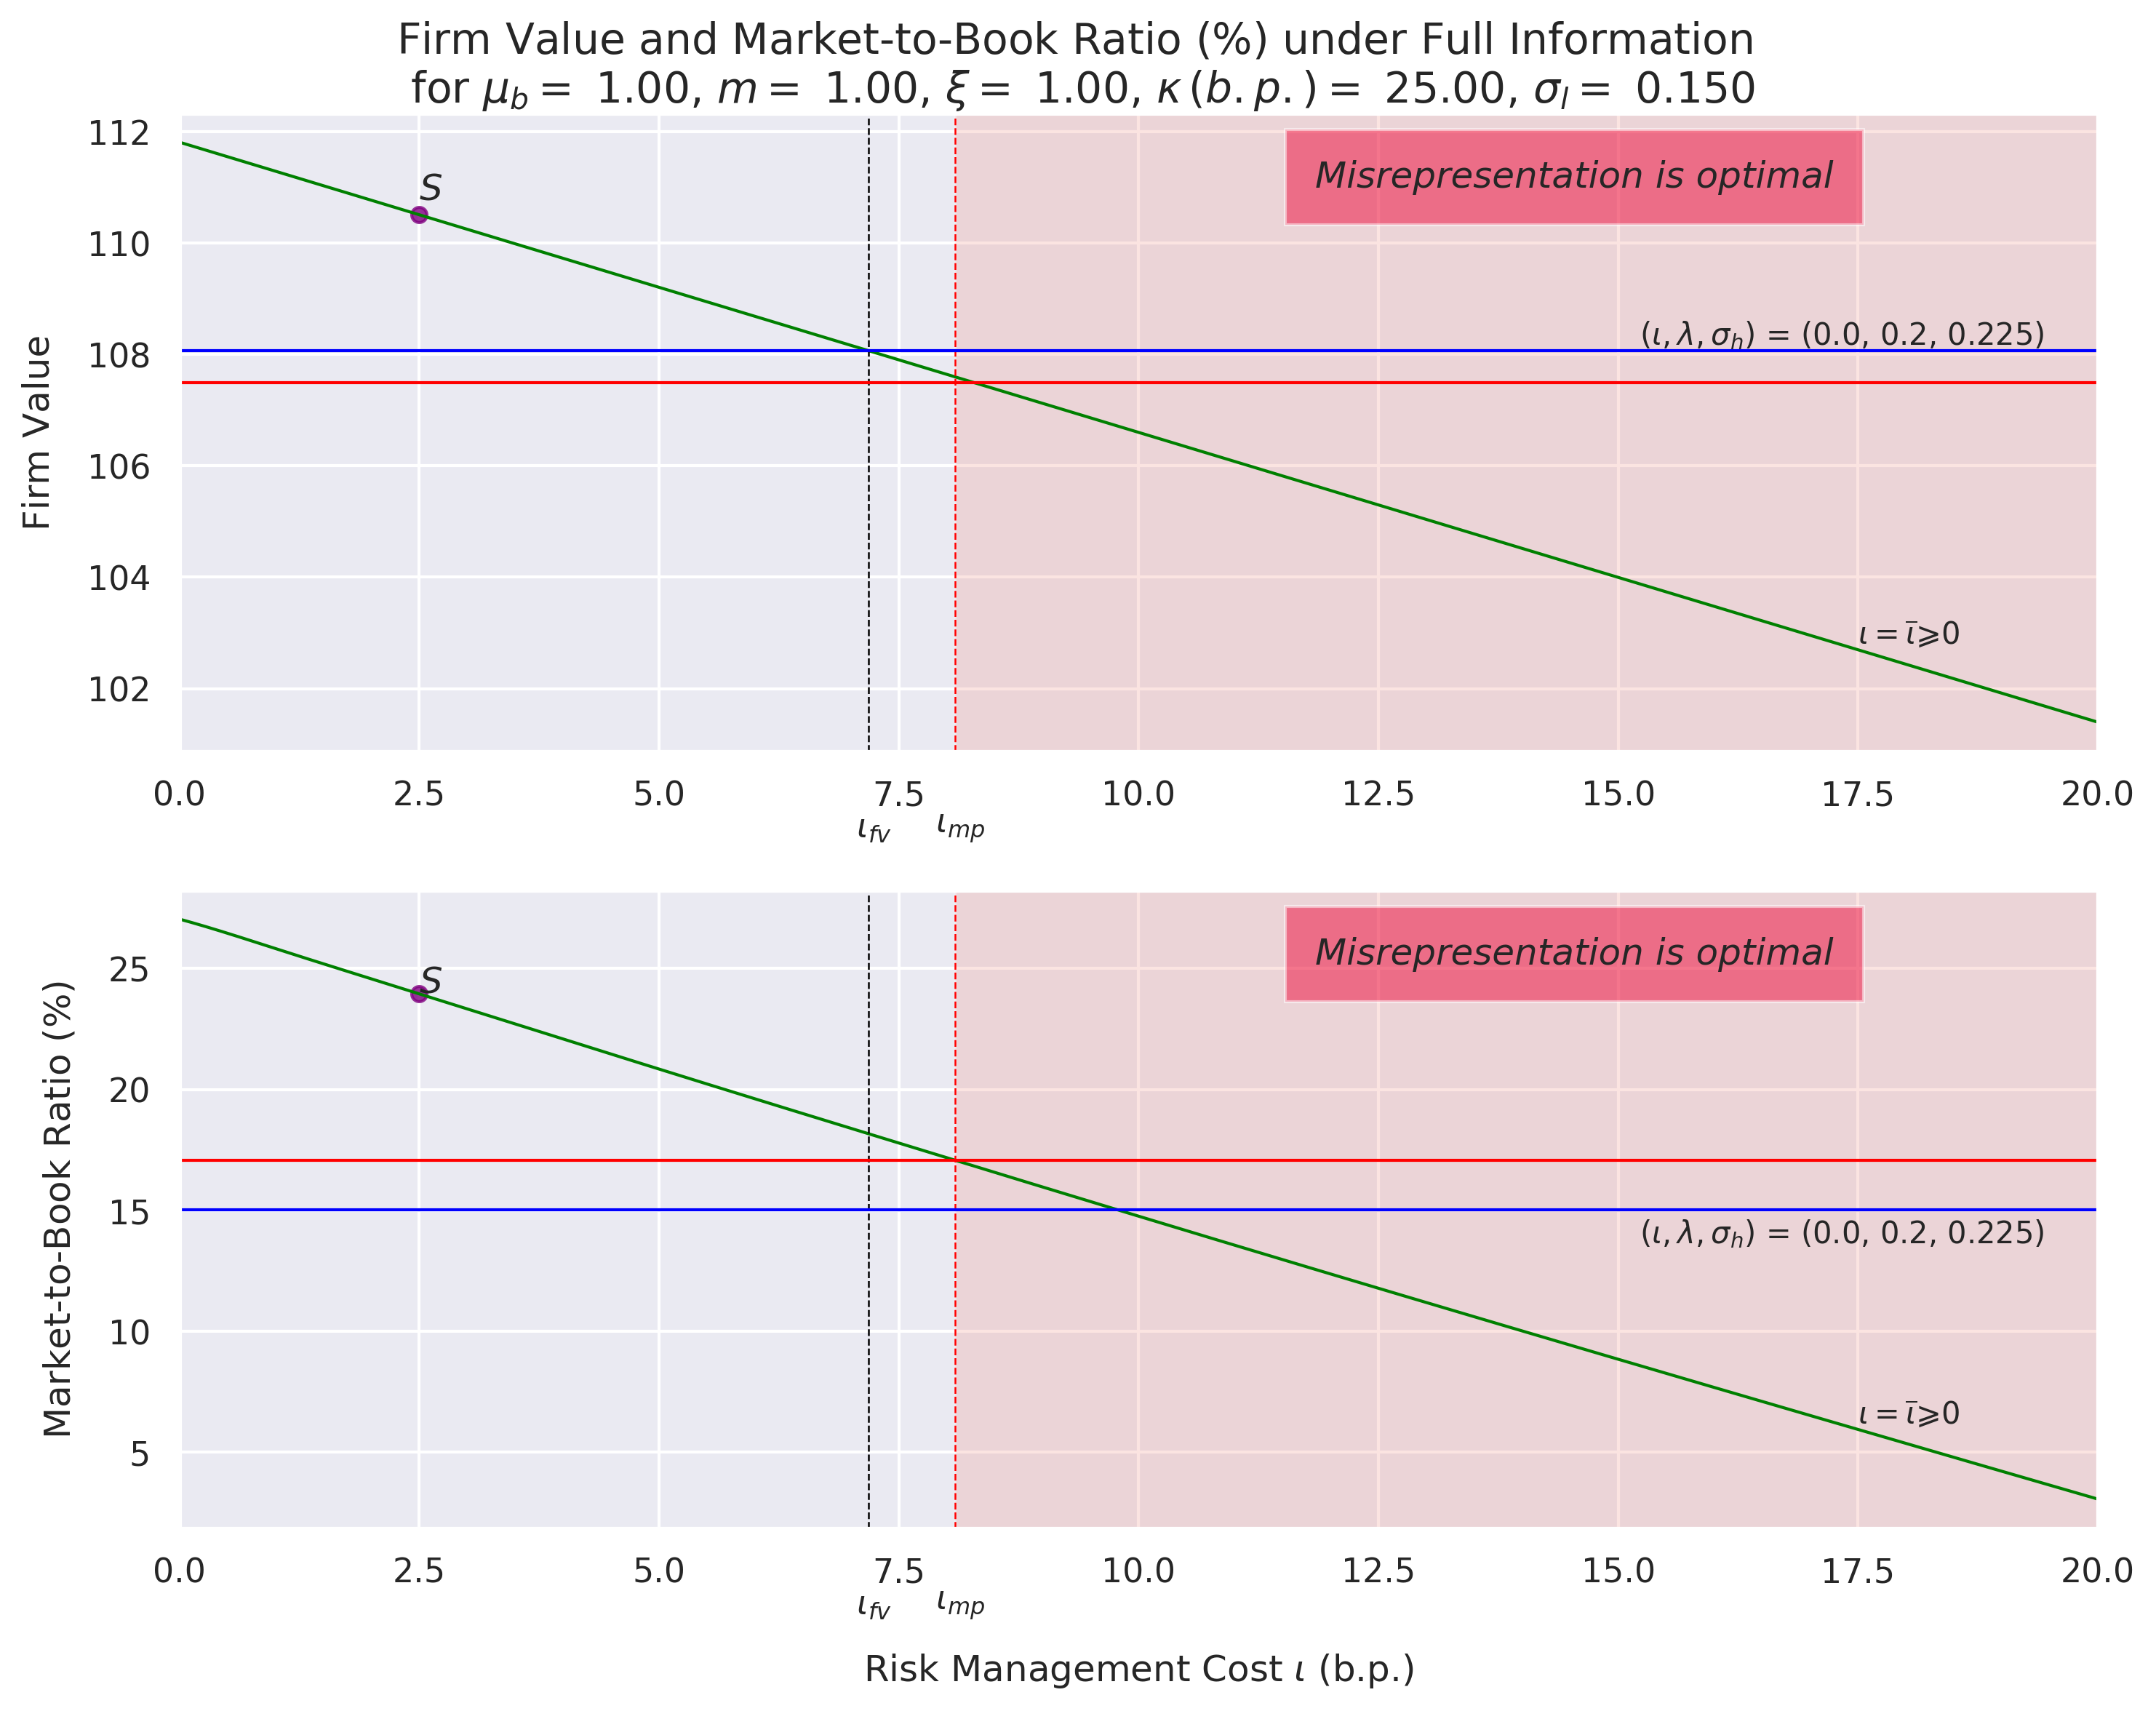 Firm Value and Market-to-Book Ratio (%) under Full Information
for μ_b = 1.00, m = 1.00, ξ = 1.00, κ (b.p.) = 25.00, σ_l = 0.150
112
Misrepresentation is optimal
S
110
(ι, λ, σ_h) = (0.0, 0.2, 0.225)
108
Firm Value
106
104
ι = ῑ⩾0
102
0.0 2.5 5.0 7.5 10.0 12.5 15.0 17.5 20.0
ι_fv ι_mp
Misrepresentation is optimal
25
S
20
Market-to-Book Ratio (%)
15
(ι, λ, σ_h) = (0.0, 0.2, 0.225)
10
ι = ῑ⩾0
5
0.0 2.5 5.0 7.5 10.0 12.5 15.0 17.5 20.0
ι_fv ι_mp
Risk Management Cost ι (b.p.)